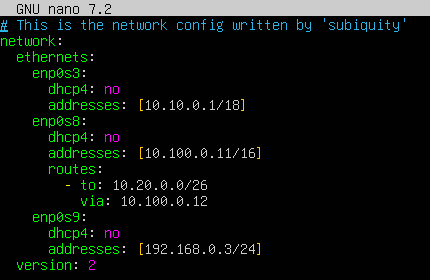 GNU nano 7.2
# This is the network config written by 'subiquity'
network:
  ethernets:
    enp0s3:
      dhcp4: no
      addresses: [10.10.0.1/18]
    enp0s8:
      dhcp4: no
      addresses: [10.100.0.11/16]
      routes:
        - to: 10.20.0.0/26
          via: 10.100.0.12
    enp0s9:
      dhcp4: no
      addresses: [192.168.0.3/24]
  version: 2